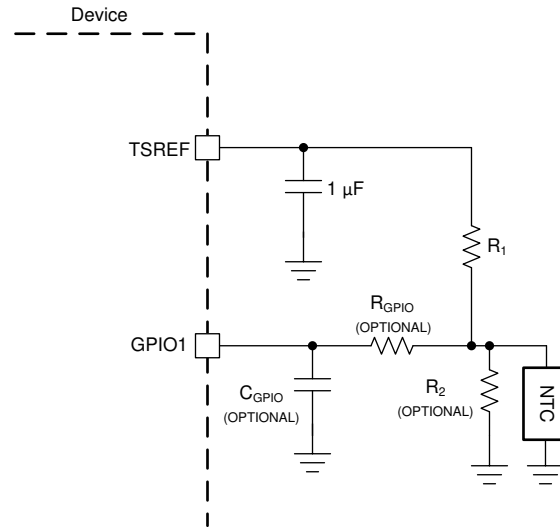 Device
TSREF
1 µF
R1
RGPIO
(OPTIONAL)
GPIO1
CGPIO
(OPTIONAL)
R2
(OPTIONAL)
NTC